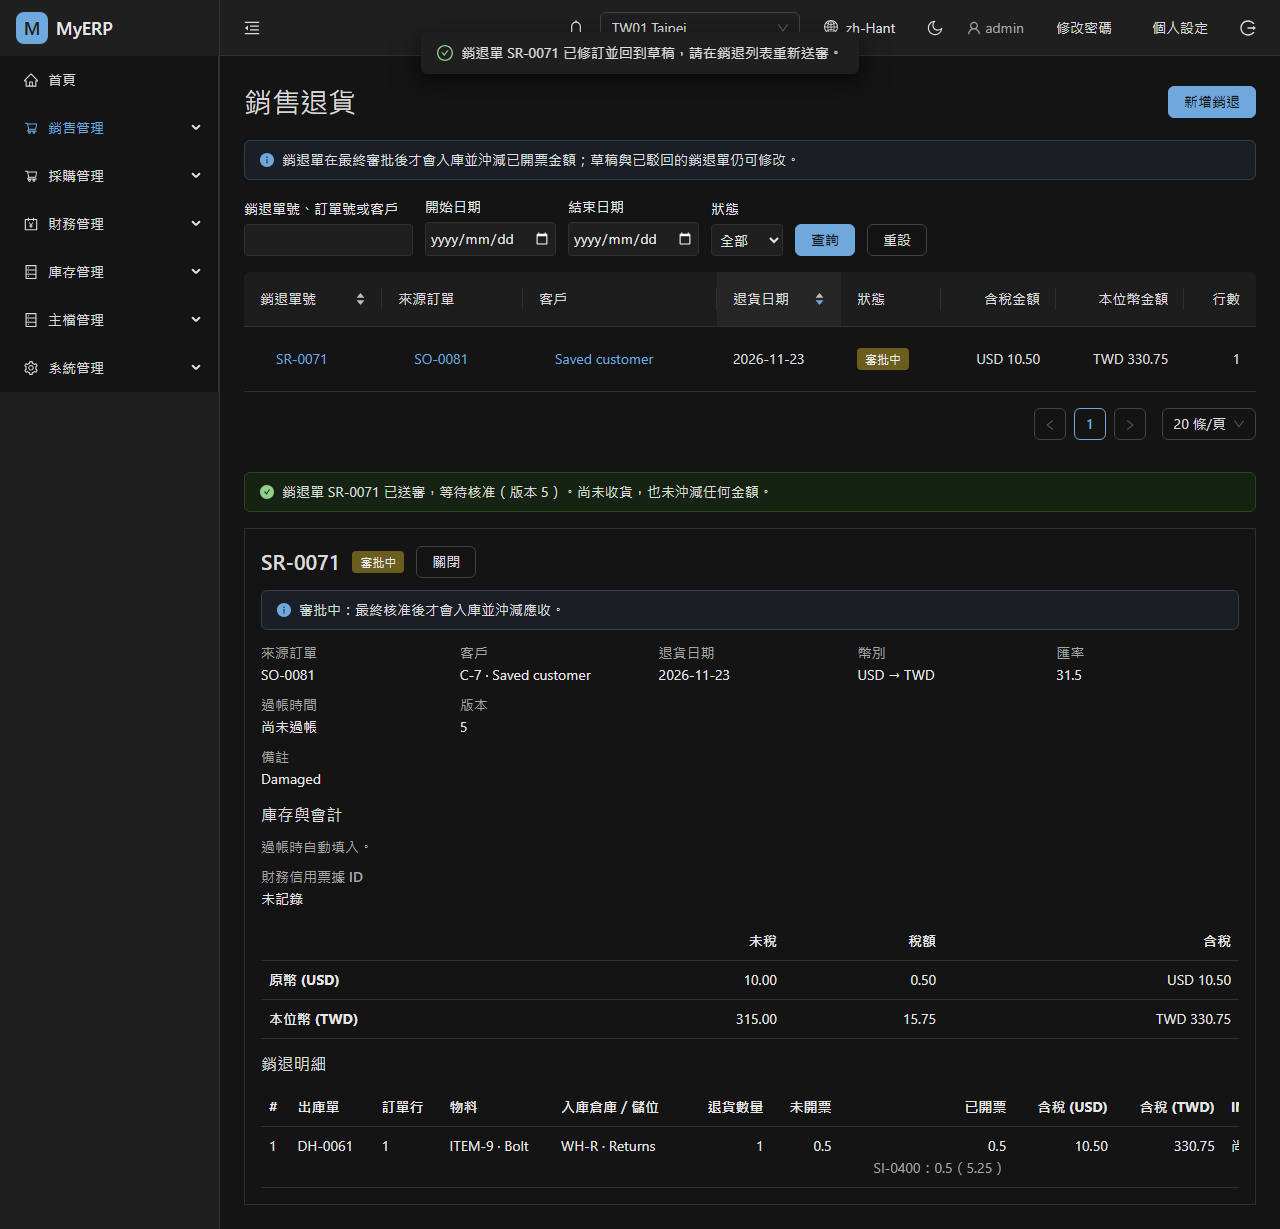 M MyERP
首頁
銷售管理
採購管理
財務管理
庫存管理
主檔管理
系統管理
TW01 Taipei
zh-Hant
admin
修改密碼
個人設定
銷退單 SR-0071 已修訂並回到草稿，請在銷退列表重新送審。
銷售退貨
新增銷退
銷退單在最終審批後才會入庫並沖減已開票金額；草稿與已駁回的銷退單仍可修改。
銷退單號、訂單號或客戶 開始日期 結束日期 狀態
yyyy/mm/dd yyyy/mm/dd 全部 查詢 重設
銷退單號 來源訂單 客戶 退貨日期 狀態 含稅金額 本位幣金額 行數
SR-0071 SO-0081 Saved customer 2026-11-23 審批中 USD 10.50 TWD 330.75 1
< 1 > 20 條/頁
銷退單 SR-0071 已送審，等待核准（版本 5）。尚未收貨，也未沖減任何金額。
SR-0071 審批中 關閉
審批中：最終核准後才會入庫並沖減應收。
來源訂單 客戶 退貨日期 幣別 匯率
SO-0081 C-7 · Saved customer 2026-11-23 USD → TWD 31.5
過帳時間 版本
尚未過帳 5
備註
Damaged
庫存與會計
過帳時自動填入。
財務信用票據 ID
未記錄
未稅 稅額 含稅
原幣 (USD) 10.00 0.50 USD 10.50
本位幣 (TWD) 315.00 15.75 TWD 330.75
銷退明細
# 出庫單 訂單行 物料 入庫倉庫 / 儲位 退貨數量 未開票 已開票 含稅 (USD) 含稅 (TWD)
1 DH-0061 1 ITEM-9 · Bolt WH-R · Returns 1 0.5 0.5 10.50 330.75 尚
SI-0400：0.5（5.25）